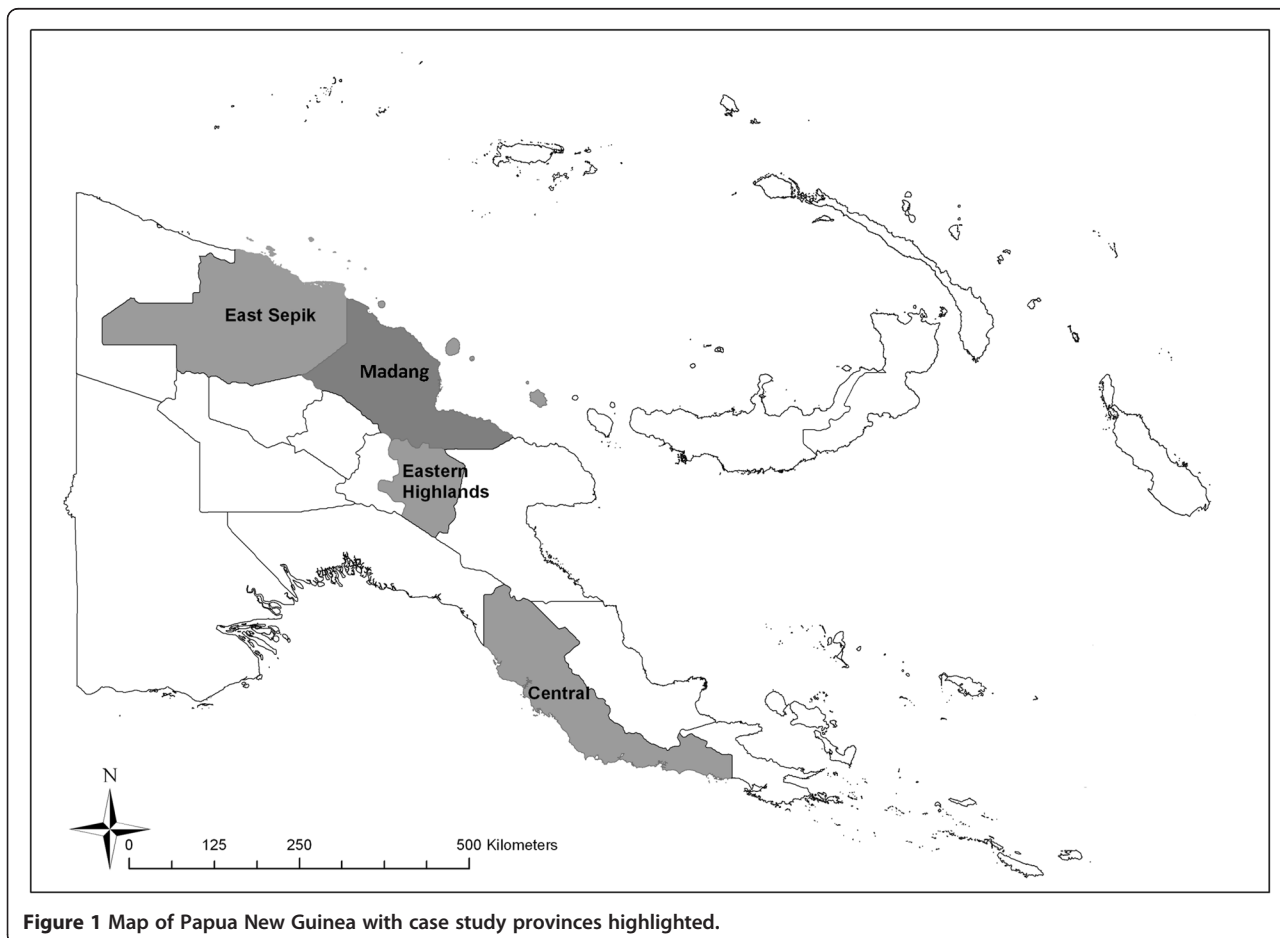 East Sepik
Madang
Eastern
Highlands
Central
N
0 125 250 500 Kilometers
Figure 1 Map of Papua New Guinea with case study provinces highlighted.